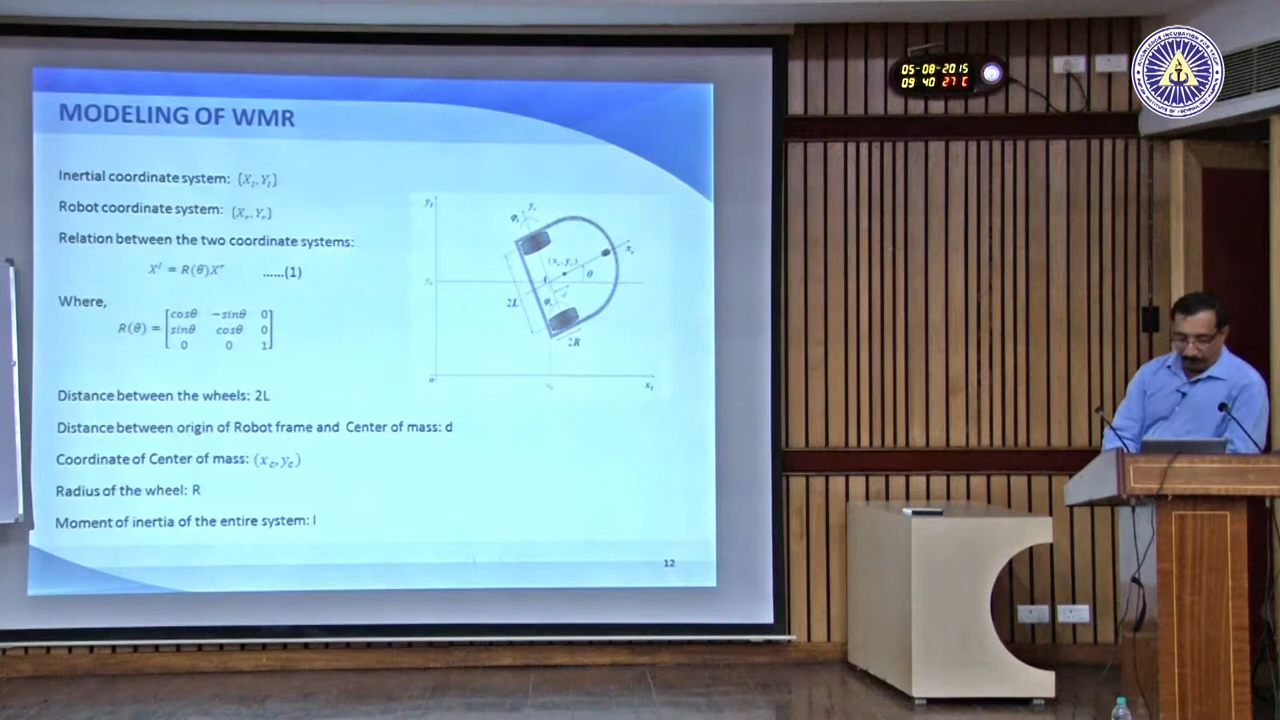 05-08-2015
09 40 27°C
MODELING OF WMR
Inertial coordinate system: {X_I, Y_I}
Robot coordinate system: {X_r, Y_r}
Relation between the two coordinate systems:
X^I = R(θ)X^r ......(1)
Where,
R(θ) = [cosθ -sinθ 0
sinθ cosθ 0
0 0 1]
2L
θ
2R
Distance between the wheels: 2L
Distance between origin of Robot frame and Center of mass: d
Coordinate of Center of mass: (x_c, y_c)
Radius of the wheel: R
Moment of inertia of the entire system: I
12